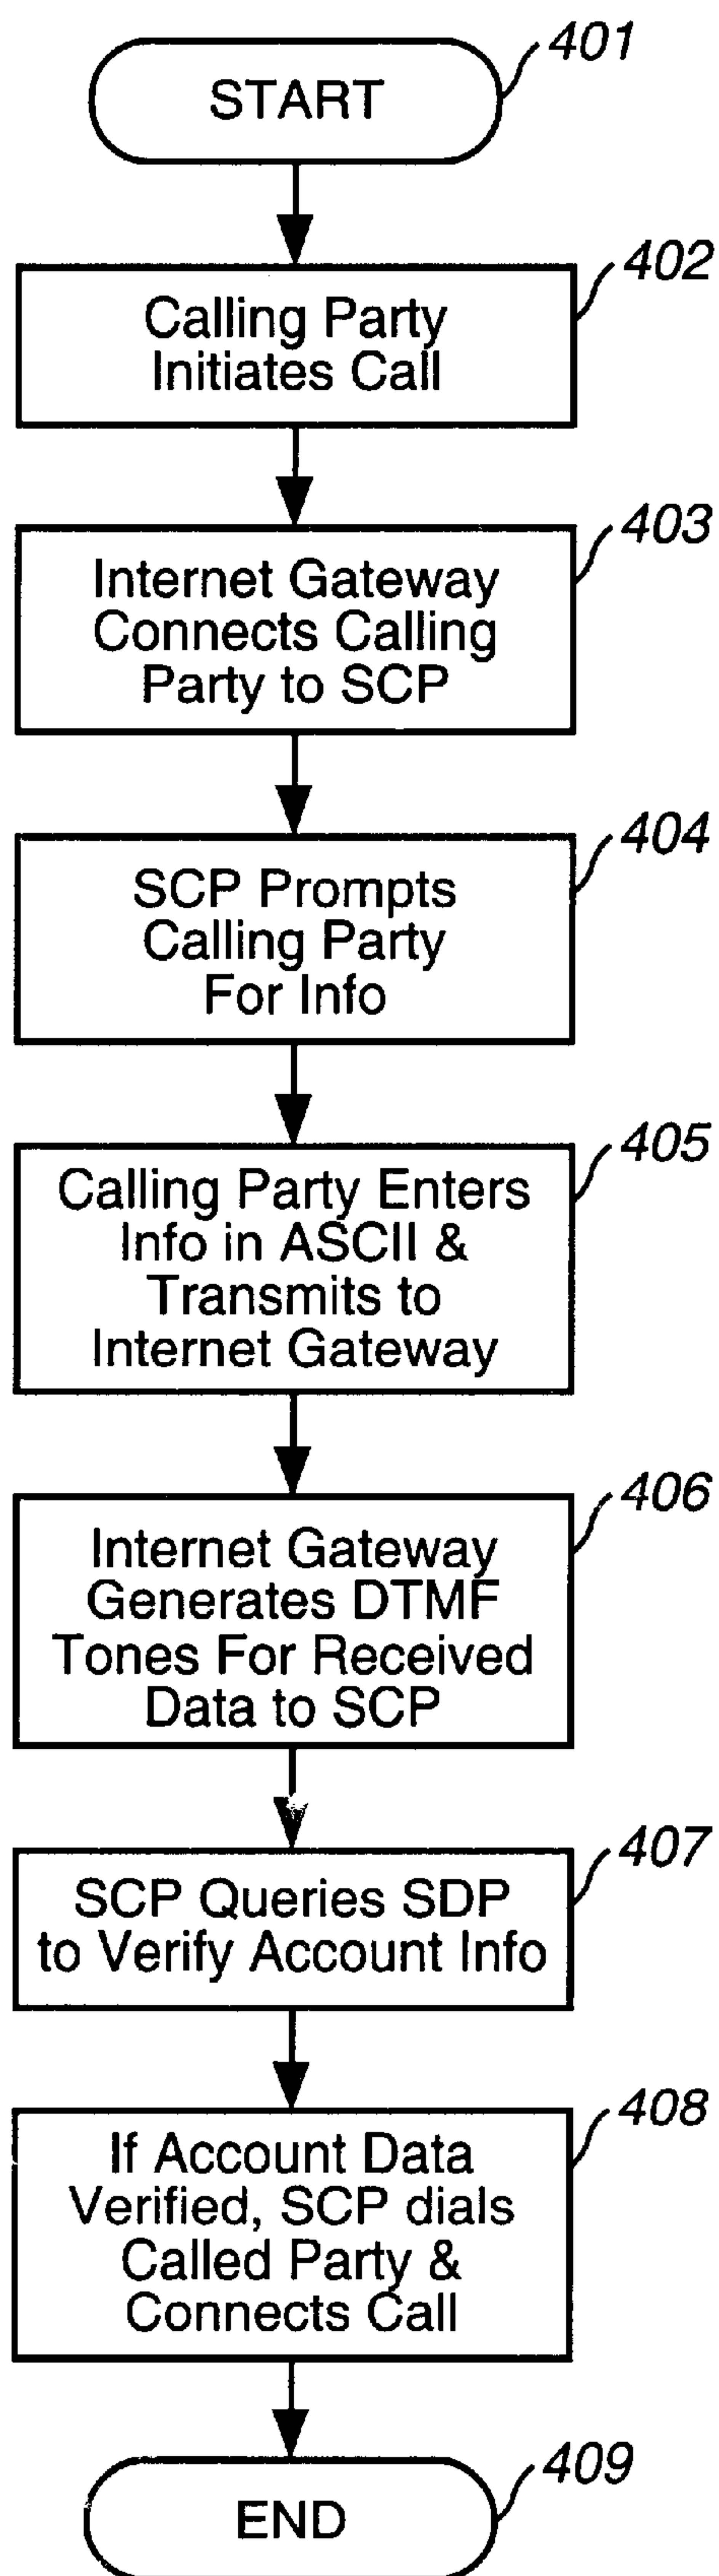 401
START
402
Calling Party
Initiates Call
403
Internet Gateway
Connects Calling
Party to SCP
404
SCP Prompts
Calling Party
For Info
405
Calling Party Enters
Info in ASCII &
Transmits to
Internet Gateway
406
Internet Gateway
Generates DTMF
Tones For Received
Data to SCP
407
SCP Queries SDP
to Verify Account Info
408
If Account Data
Verified, SCP dials
Called Party &
Connects Call
409
END